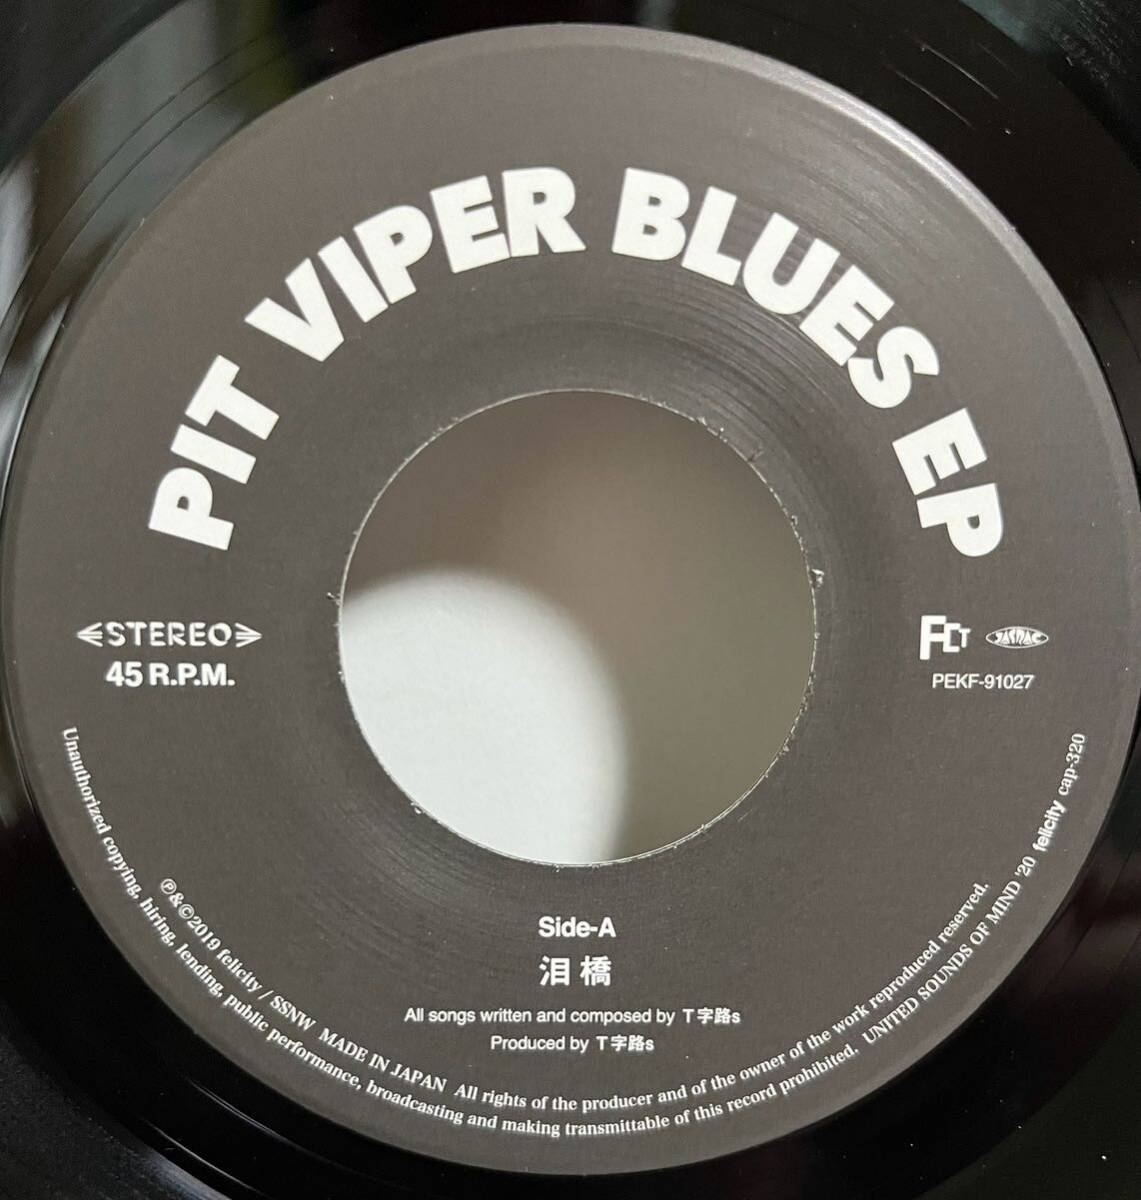 PIT VIPER BLUES EP
STEREO
45 R.P.M.
FCT JASRAC
PEKF-91027
Side-A
泪橋
All songs written and composed by T字路s
Produced by T字路s
Ⓟ&©2019 felicity / SSNW MADE IN JAPAN All rights of the producer and of the owner of the work reproduced reserved.
Unauthorized copying, hiring, lending, public performance, broadcasting and making transmittable of this record prohibited. UNITED SOUNDS OF MIND '20 felicity cap-320